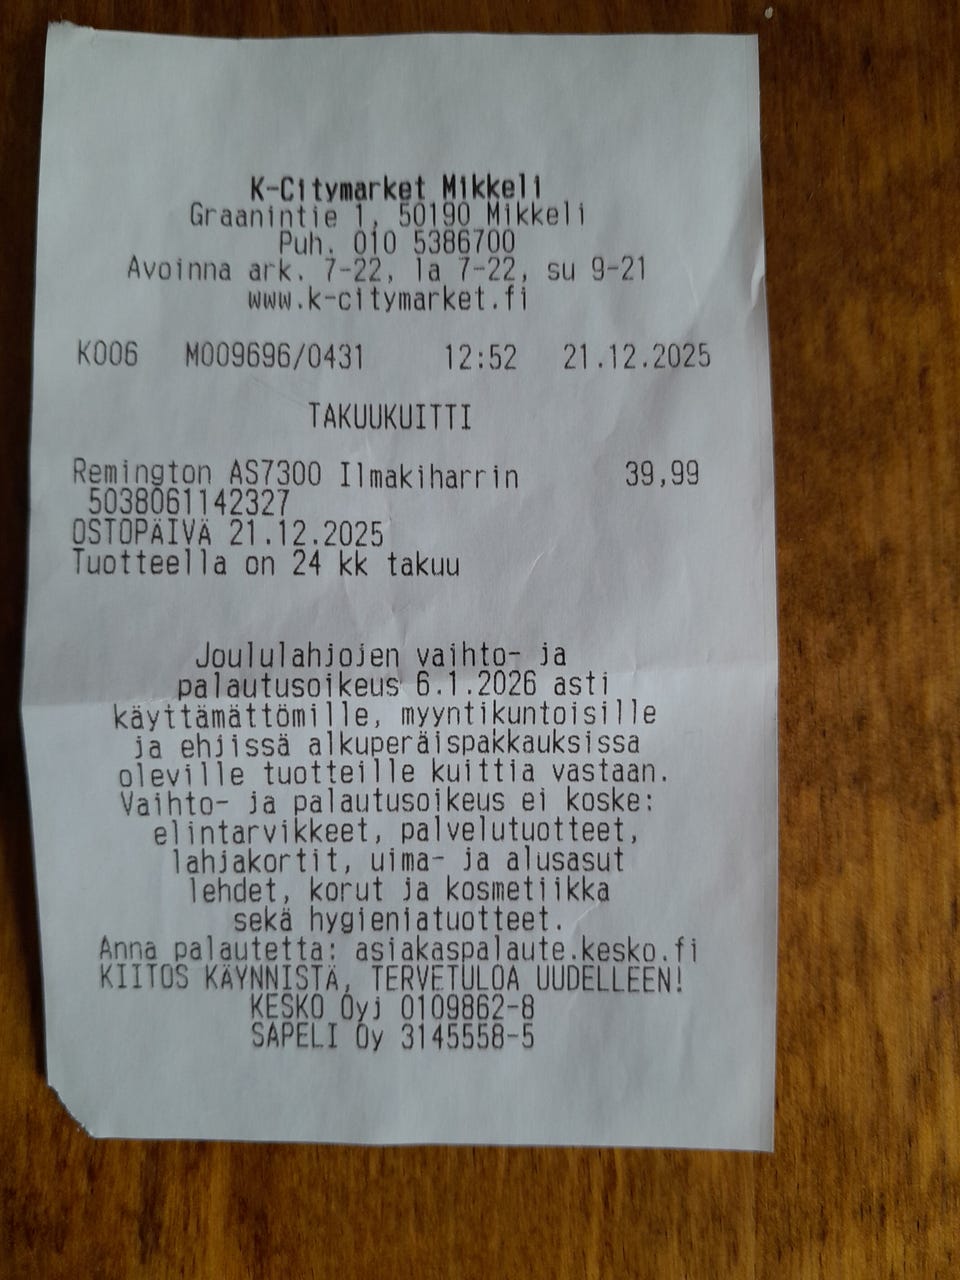 K-Citymarket Mikkeli
Graanintie 1, 50190 Mikkeli
Puh. 010 5386700
Avoinna ark. 7-22, la 7-22, su 9-21
www.k-citymarket.fi
K006 M009696/0431 12:52 21.12.2025
TAKUUKUITTI
Remington AS7300 Ilmakiharrin 39,99
5038061142327
OSTOPÄIVÄ 21.12.2025
Tuotteella on 24 kk takuu
Joululahjojen vaihto- ja
palautusoikeus 6.1.2026 asti
käyttämättömille, myyntikuntoisille
ja ehjissä alkuperäispakkauksissa
oleville tuotteille kuittia vastaan.
Vaihto- ja palautusoikeus ei koske:
elintarvikkeet, palvelutuotteet,
lahjakortit, uima- ja alusasut
lehdet, korut ja kosmetiikka
sekä hygieniatuotteet.
Anna palautetta: asiakaspalaute.kesko.fi
KIITOS KÄYNNISTÄ, TERVETULOA UUDELLEEN!
KESKO Oyj 0109862-8
SAPELI Oy 3145558-5